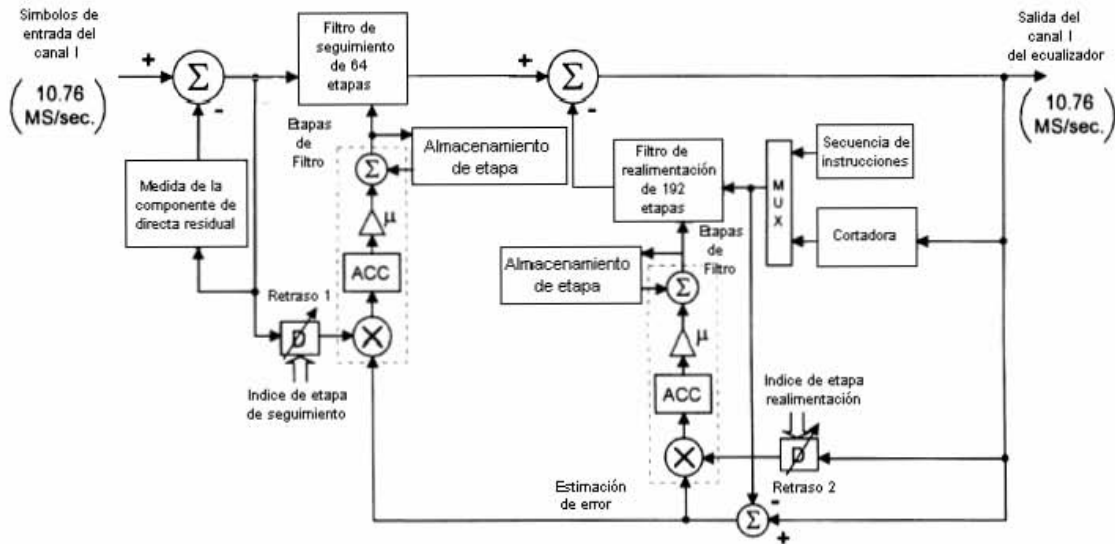 Simbolos de
entrada del
canal I
(10.76
MS/sec.)
+
Σ
-
Filtro de
seguimiento
de 64
etapas
+
Σ
-
Salida del
canal I
del ecualizador
(10.76
MS/sec.)
Etapas
de
Filtro
Almacenamiento
de etapa
Σ
μ
ACC
Medida de la
componente de
directa residual
Retraso 1
D
X
Indice de etapa
de seguimiento
Filtro de
realimentación
de 192
etapas
MUX
Secuencia de
instrucciones
Cortadora
Etapas
de
Filtro
Almacenamiento
de etapa
Σ
μ
ACC
X
Indice de etapa
realimentación
D
Retraso 2
Estimación
de error
Σ
-
+